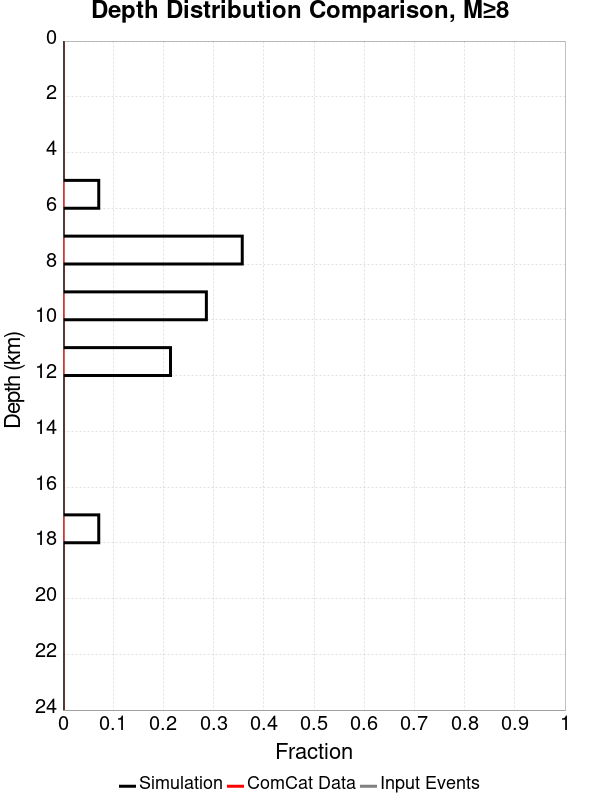 Depth Distribution Comparison, M≥8
0
2
4
6
8
10
12
14
16
18
20
22
24
Depth (km)
0 0.1 0.2 0.3 0.4 0.5 0.6 0.7 0.8 0.9 1
Fraction
Simulation ComCat Data Input Events